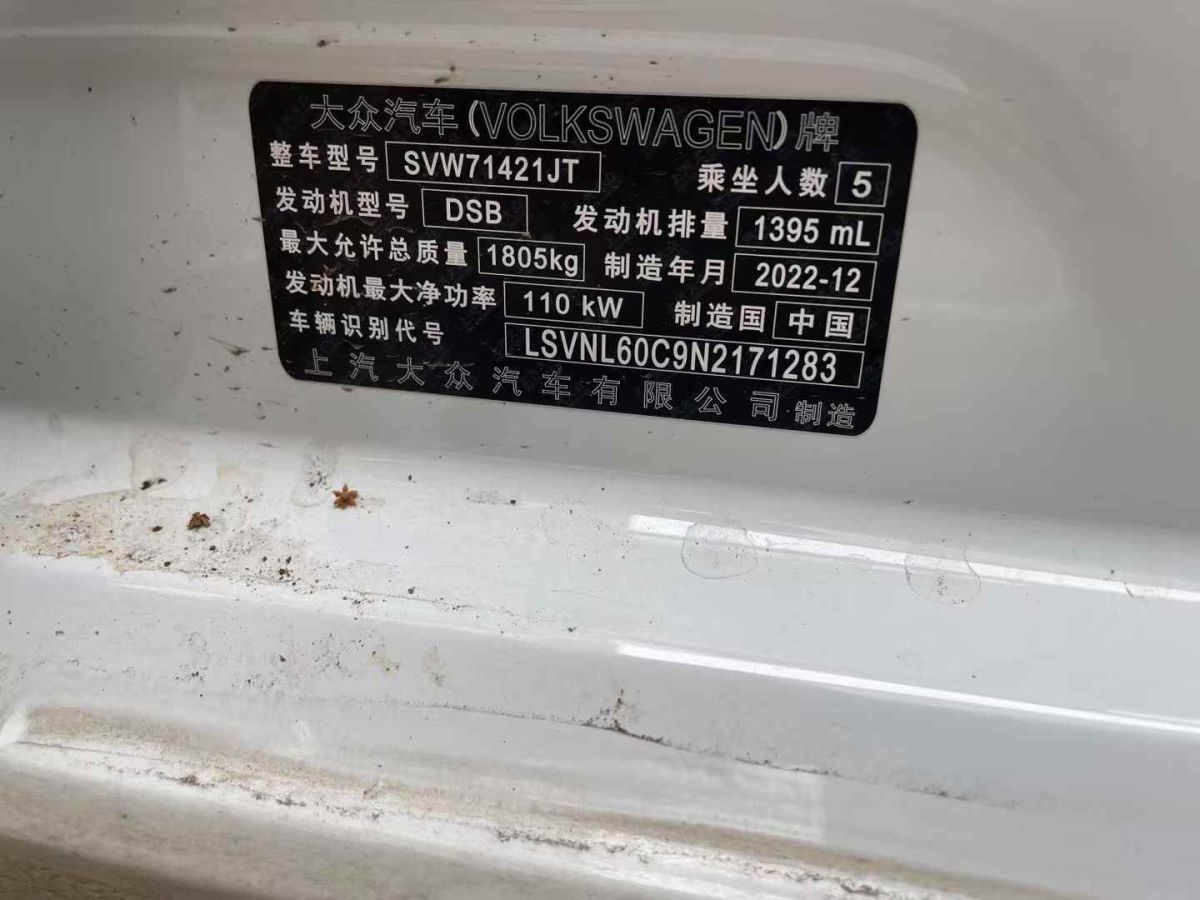 大众汽车(VOLKSWAGEN)牌
整车型号 SVW71421JT 乘坐人数 5
发动机型号 DSB 发动机排量 1395 mL
最大允许总质量 1805kg 制造年月 2022-12
发动机最大净功率 110 kW 制造国 中国
车辆识别代号 LSVNL60C9N2171283
上汽大众汽车有限公司 制造